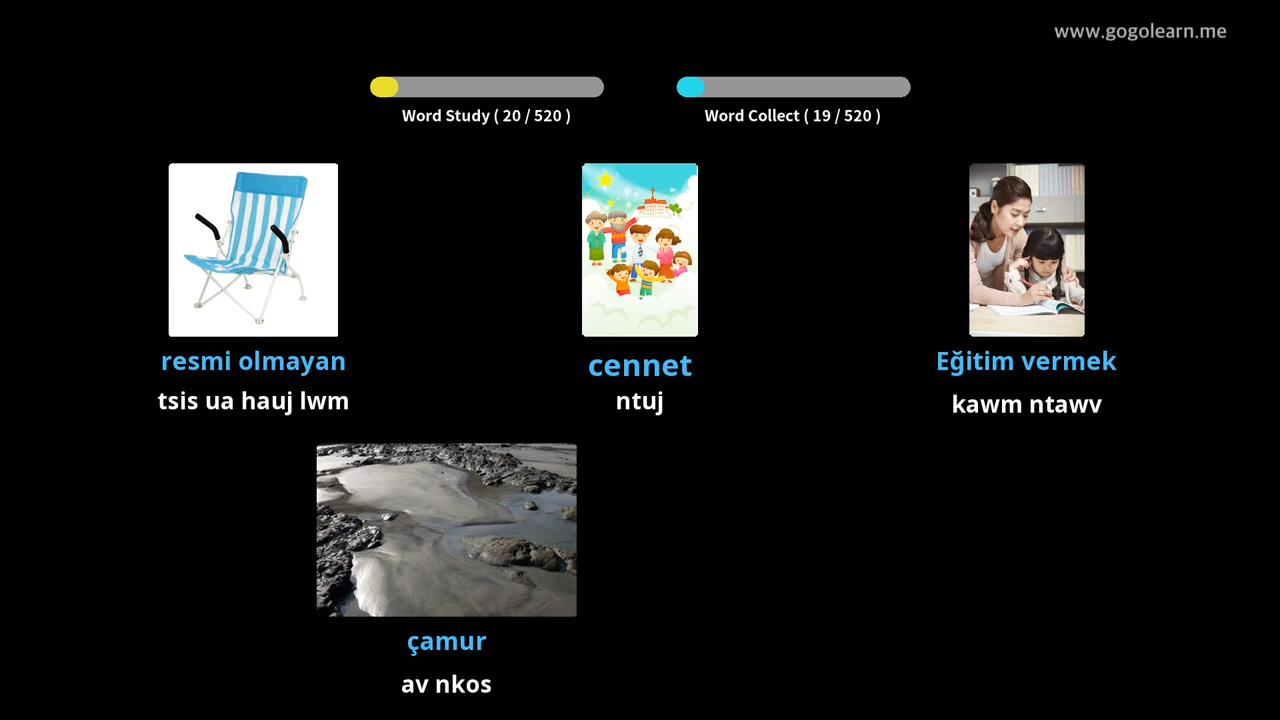 www.gogolearn.me
Word Study ( 20 / 520 )
Word Collect ( 19 / 520 )
resmi olmayan
tsis ua hauj lwm
cennet
ntuj
Eğitim vermek
kawm ntawv
çamur
av nkos